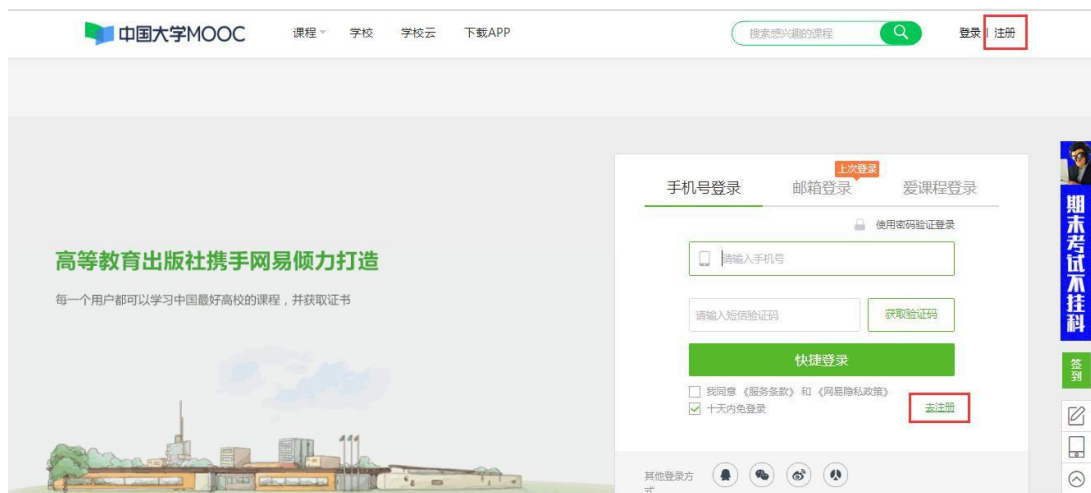 中国大学MOOC 课程 学校 学校云 下载APP 搜索感兴趣的课程 登录 | 注册
上次登录
手机号登录 邮箱登录 爱课程登录
使用密码验证登录
高等教育出版社携手网易倾力打造
请输入手机号
每一个用户都可以学习中国最好高校的课程，并获取证书
请输入短信验证码 获取验证码
快捷登录
我同意《服务条款》和《网易隐私政策》
十天内免登录 去注册
其他登录方
式
期末考试不挂科
签到